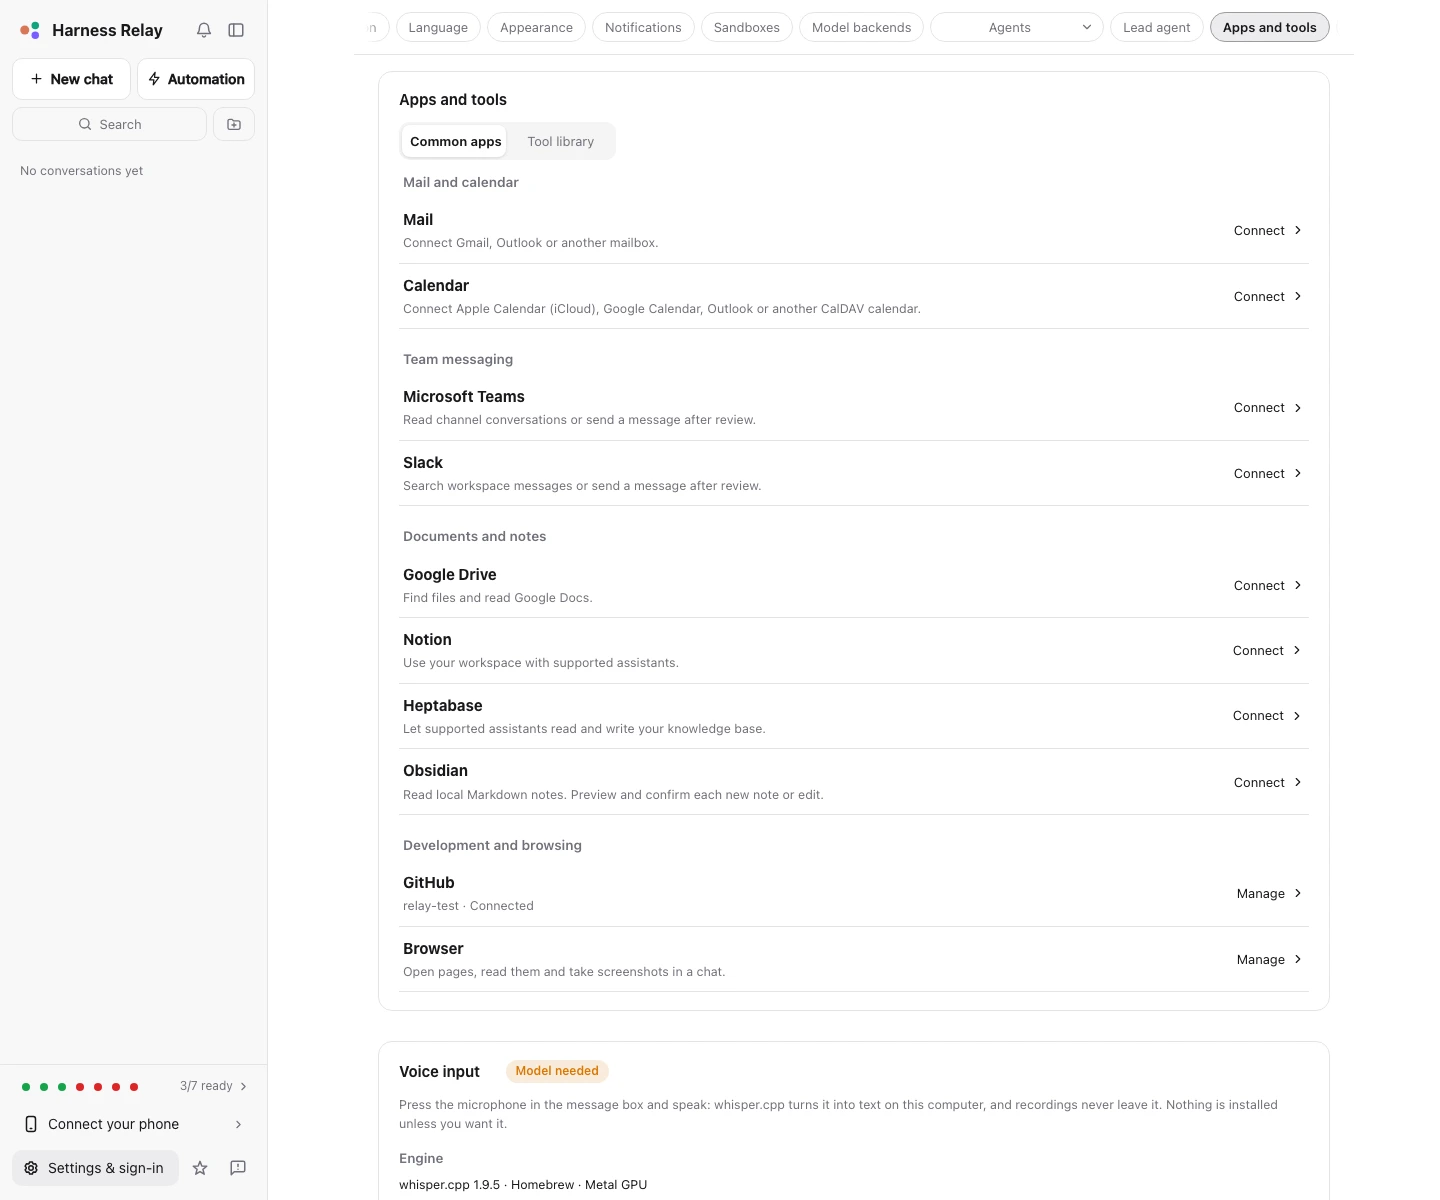 Harness Relay
New chat
Automation
Search
No conversations yet
3/7 ready
Connect your phone
Settings & sign-in
n
Language
Appearance
Notifications
Sandboxes
Model backends
Agents
Lead agent
Apps and tools
Apps and tools
Common apps
Tool library
Mail and calendar
Mail
Connect Gmail, Outlook or another mailbox.
Connect
Calendar
Connect Apple Calendar (iCloud), Google Calendar, Outlook or another CalDAV calendar.
Connect
Team messaging
Microsoft Teams
Read channel conversations or send a message after review.
Connect
Slack
Search workspace messages or send a message after review.
Connect
Documents and notes
Google Drive
Find files and read Google Docs.
Connect
Notion
Use your workspace with supported assistants.
Connect
Heptabase
Let supported assistants read and write your knowledge base.
Connect
Obsidian
Read local Markdown notes. Preview and confirm each new note or edit.
Connect
Development and browsing
GitHub
relay-test · Connected
Manage
Browser
Open pages, read them and take screenshots in a chat.
Manage
Voice input
Model needed
Press the microphone in the message box and speak: whisper.cpp turns it into text on this computer, and recordings never leave it. Nothing is installed
unless you want it.
Engine
whisper.cpp 1.9.5 · Homebrew · Metal GPU